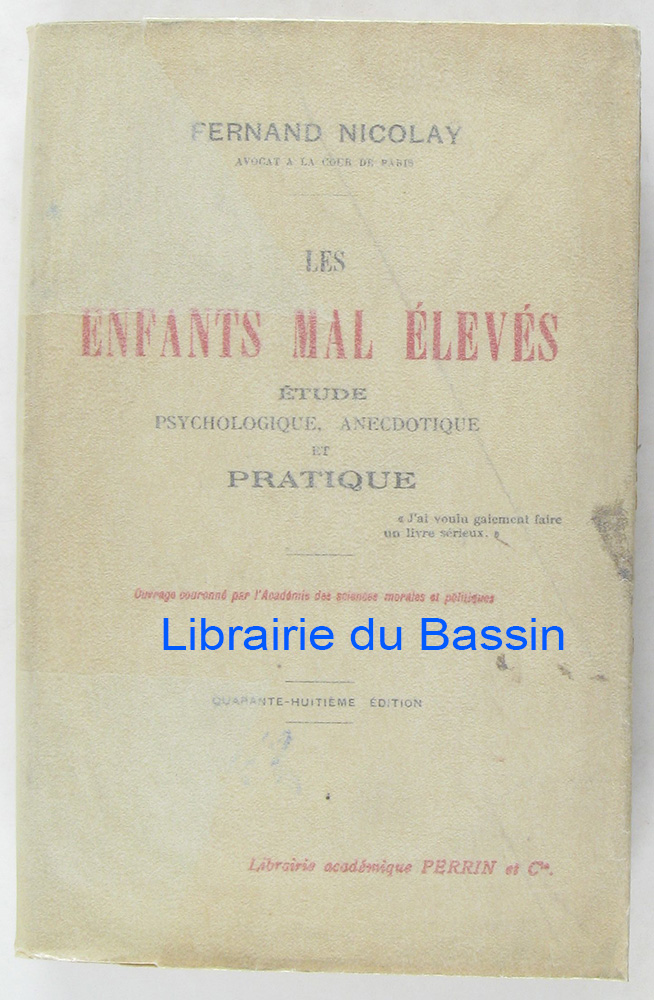 FERNAND NICOLAY
AVOCAT A LA COUR DE PARIS
LES
ENFANTS MAL ÉLEVÉS
ÉTUDE
PSYCHOLOGIQUE, ANECDOTIQUE
ET
PRATIQUE
« J'ai voulu gaiement faire
un livre sérieux. »
Ouvrage couronné par l'Académie des sciences morales et politiques
Librairie du Bassin
QUARANTE-HUITIÈME ÉDITION
Librairie académique PERRIN et Cie.